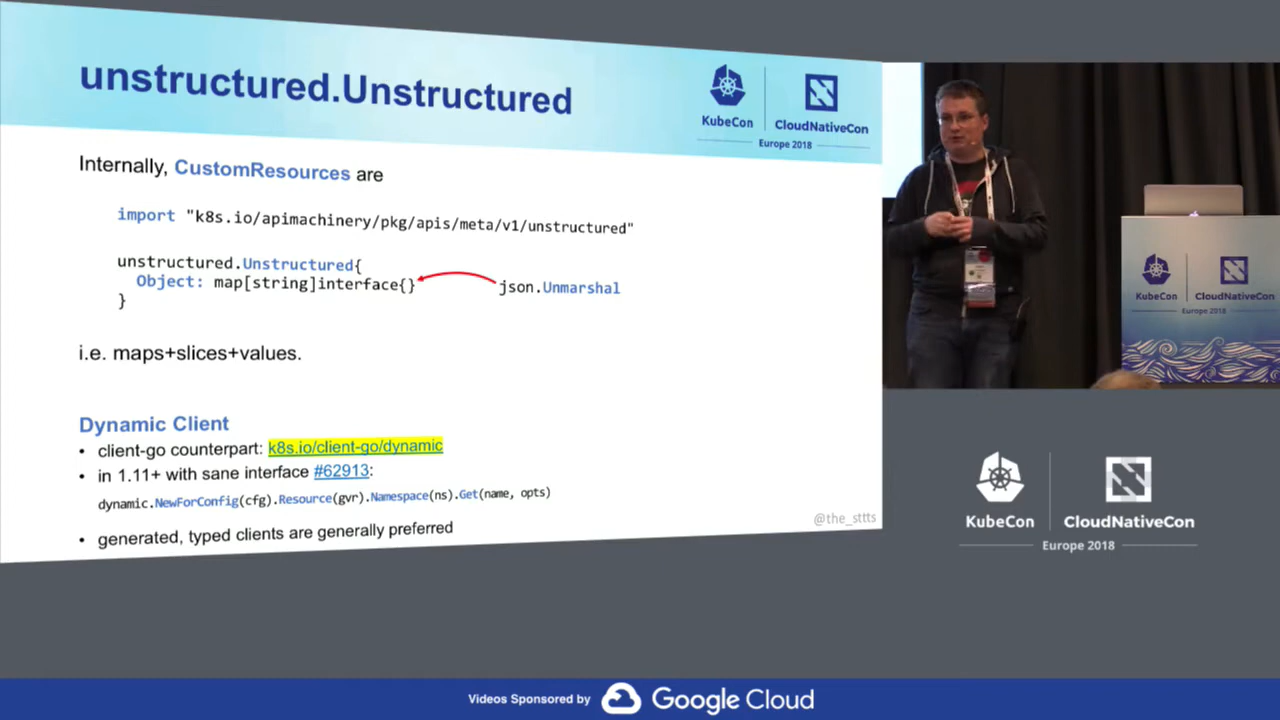 unstructured.Unstructured
KubeCon
CloudNativeCon
Europe 2018
Internally, CustomResources are
import "k8s.io/apimachinery/pkg/apis/meta/v1/unstructured"
unstructured.Unstructured{
Object: map[string]interface{}
json.Unmarshal
}
i.e. maps+slices+values.
Dynamic Client
• client-go counterpart: k8s.io/client-go/dynamic
• in 1.11+ with sane interface #62913:
dynamic.NewForConfig(cfg).Resource(gvr).Namespace(ns).Get(name, opts)
• generated, typed clients are generally preferred
@the_sttts
KubeCon
CloudNativeCon
Europe 2018
KubeCon
CloudNativeCon
Europe 2018
Videos Sponsored by
Google Cloud